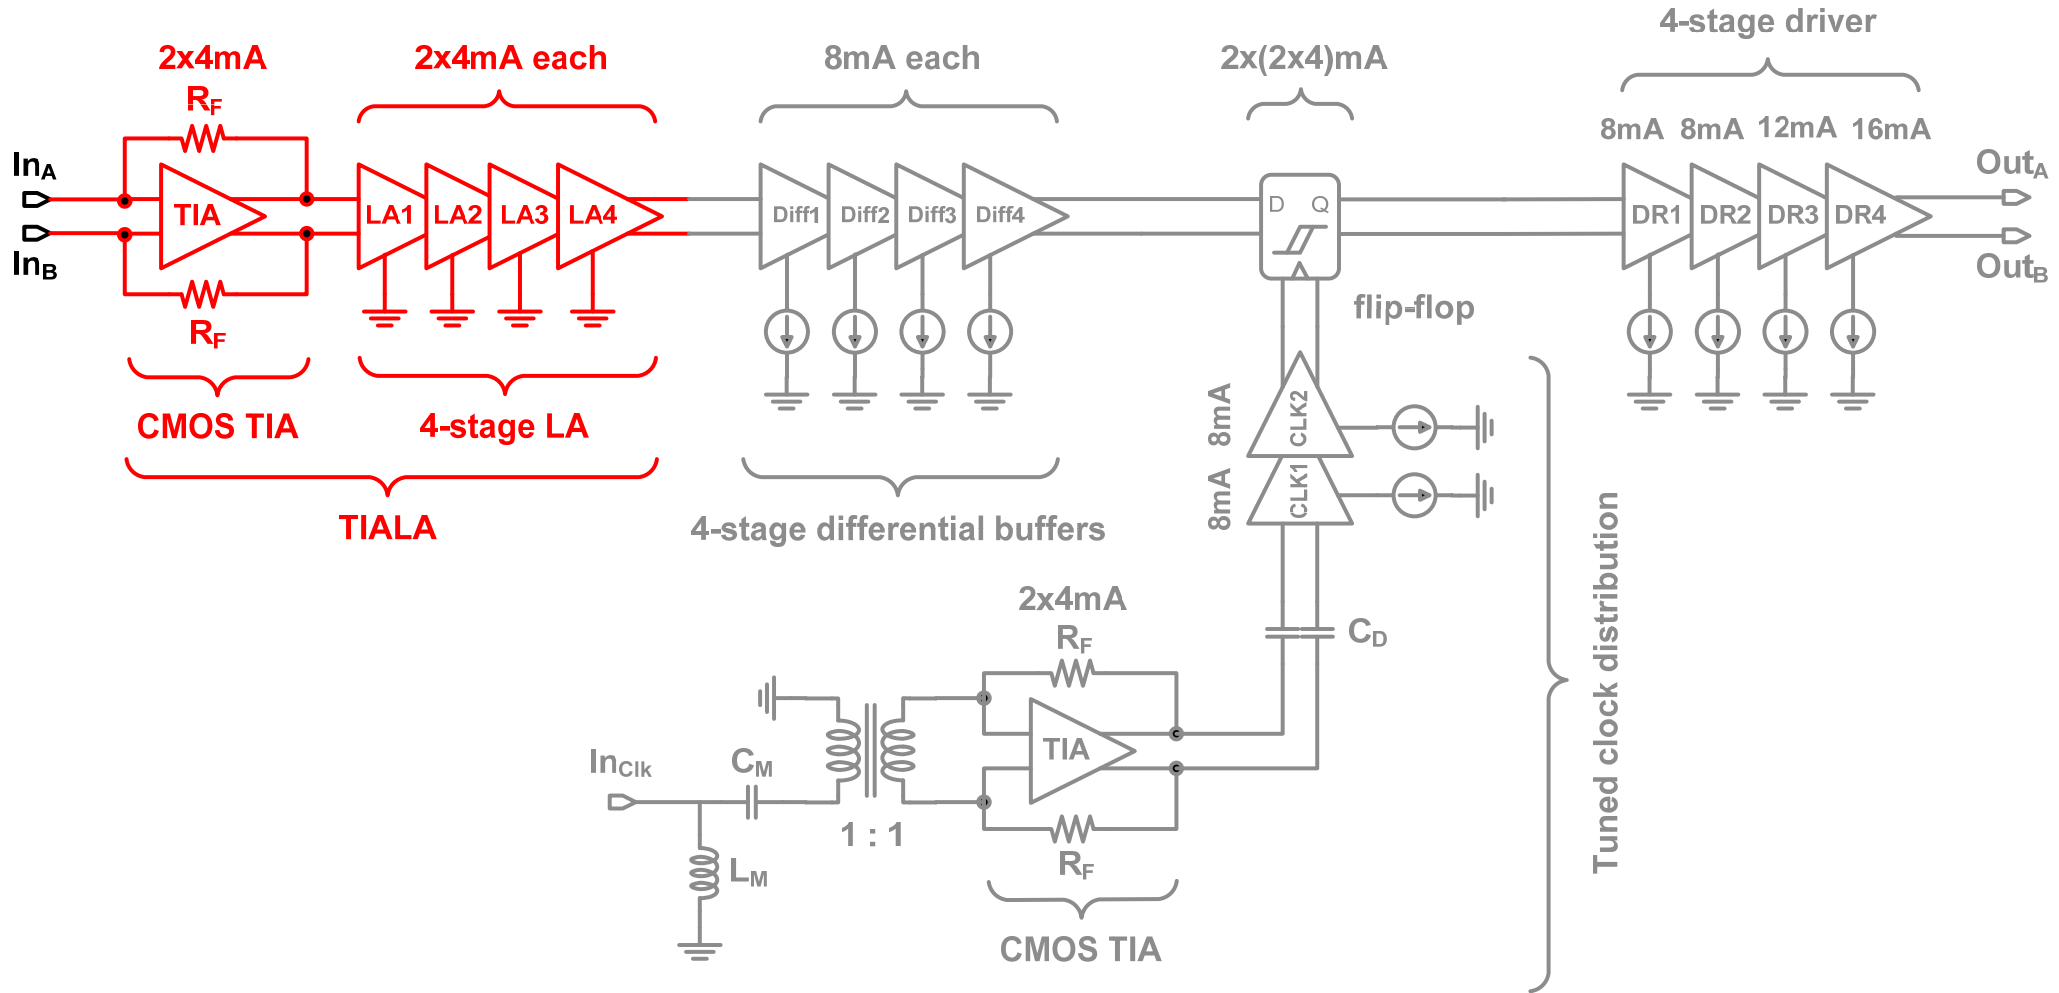 4-stage driver
2x4mA
2x4mA each
8mA each
2x(2x4)mA
RF
8mA 8mA 12mA 16mA
InA
OutA
TIA
LA1 LA2 LA3 LA4
Diff1 Diff2 Diff3 Diff4
D Q
DR1 DR2 DR3 DR4
InB
OutB
RF
flip-flop
CMOS TIA
4-stage LA
8mA
CLK2
TIALA
4-stage differential buffers
8mA
CLK1
Tuned clock distribution
2x4mA
RF
CD
TIA
InClk
CM
1 : 1
LM
RF
CMOS TIA